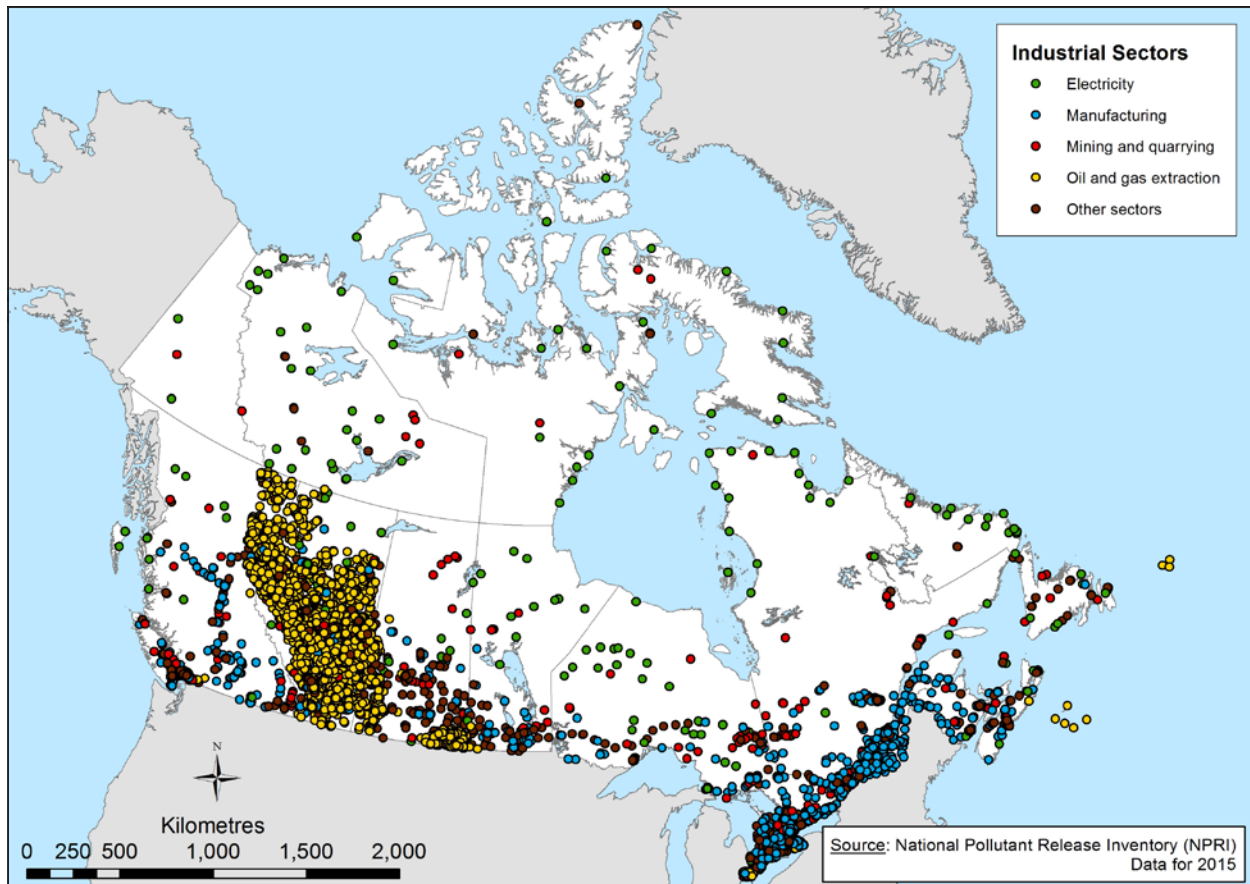 Industrial Sectors
Electricity
Manufacturing
Mining and quarrying
Oil and gas extraction
Other sectors
N
Kilometres
0 250 500 1,000 1,500 2,000
Source: National Pollutant Release Inventory (NPRI)
Data for 2015